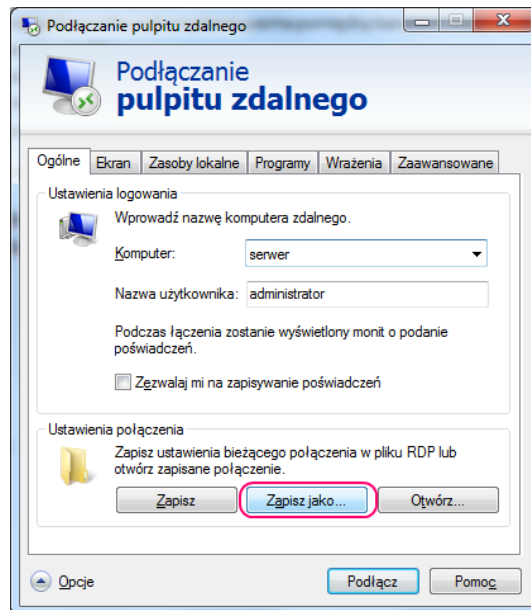 Podłączanie pulpitu zdalnego
Podłączanie
pulpitu zdalnego
Ogólne Ekran Zasoby lokalne Programy Wrażenia Zaawansowane
Ustawienia logowania
Wprowadź nazwę komputera zdalnego.
Komputer: serwer
Nazwa użytkownika: administrator
Podczas łączenia zostanie wyświetlony monit o podanie
poświadczeń.
Zezwalaj mi na zapisywanie poświadczeń
Ustawienia połączenia
Zapisz ustawienia bieżącego połączenia w pliku RDP lub
otwórz zapisane połączenie.
Zapisz Zapisz jako... Otwórz...
Opcje Podłącz Pomoc